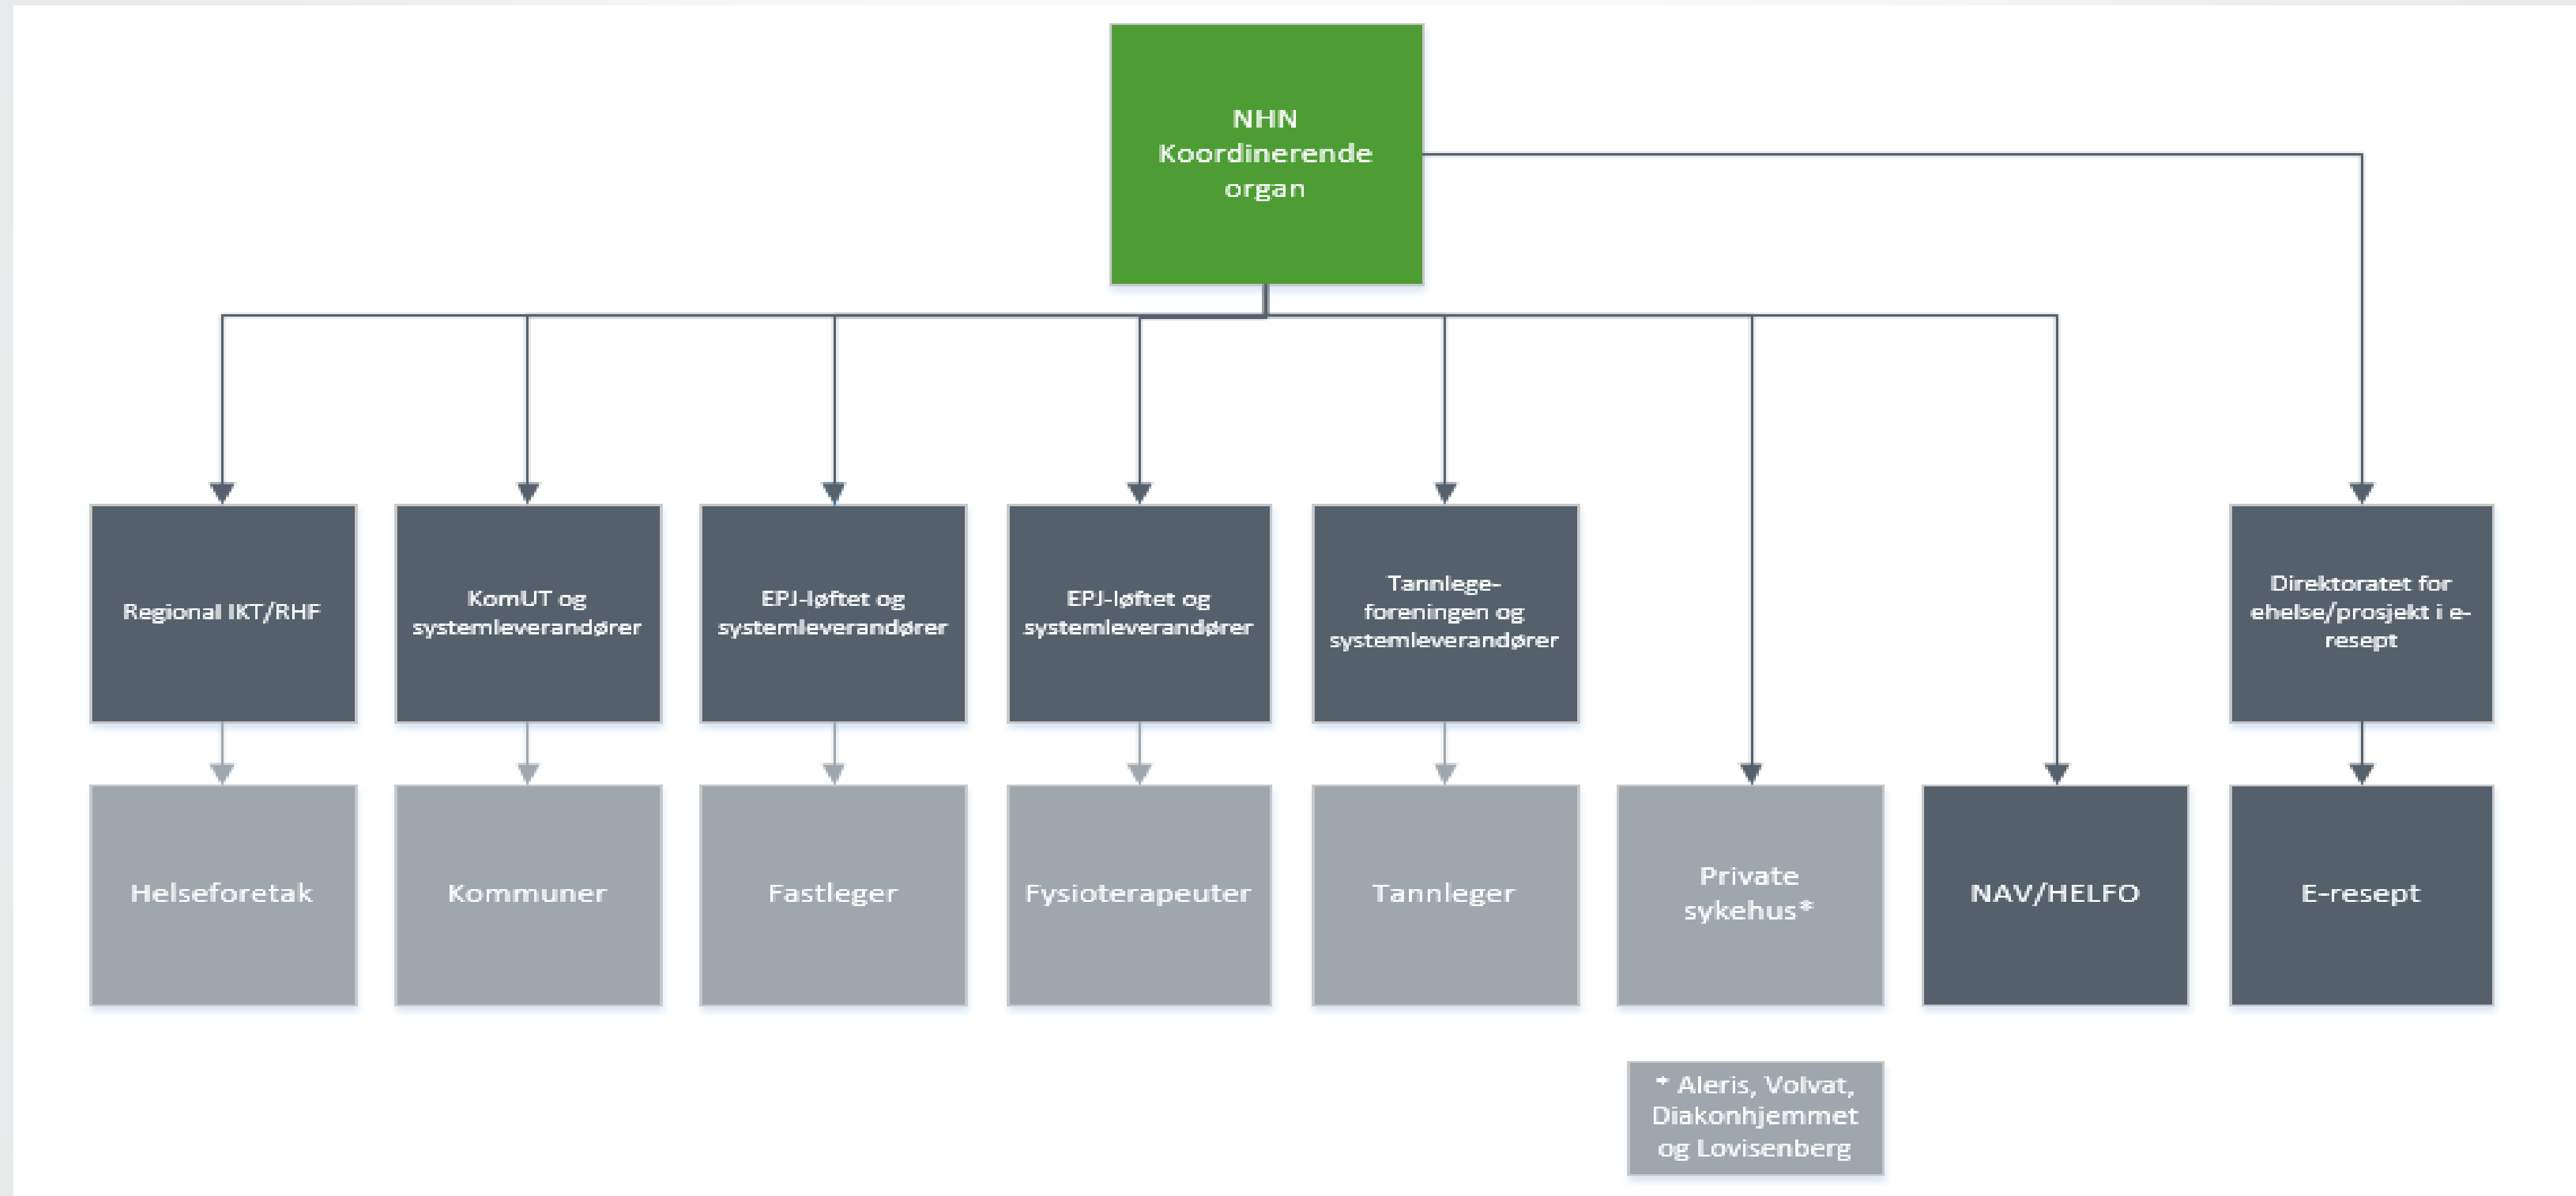 NHN
Koordinerende
organ
Regional IKT/RHF
KomUT og
systemleverandører
EPJ-løftet og
systemleverandører
EPJ-løftet og
systemleverandører
Tannlege-
foreningen og
systemleverandører
Direktoratet for
ehelse/prosjekt i e-
resept
Helseforetak
Kommuner
Fastleger
Fysioterapeuter
Tannleger
Private
sykehus*
NAV/HELFO
E-resept
* Aleris, Volvat,
Diakonhjemmet
og Lovisenberg